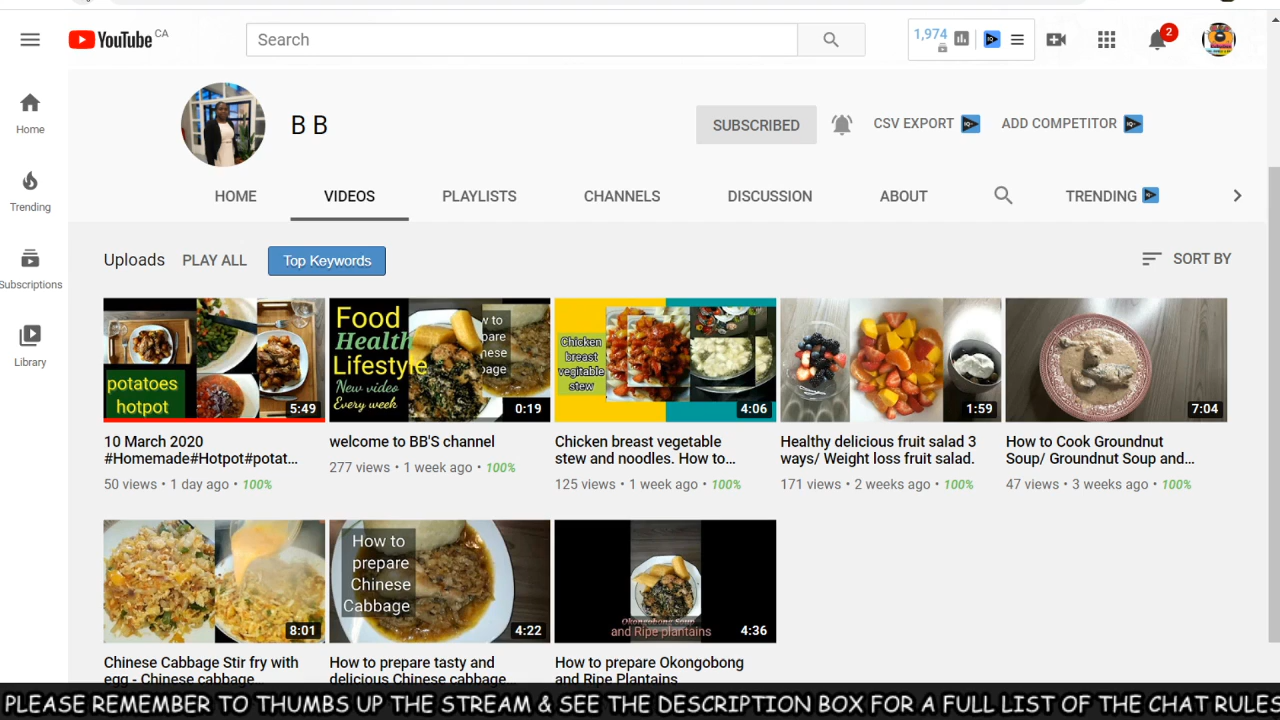 YouTube CA
Search
1,974
2
Home
Trending
Subscriptions
Library
B B
SUBSCRIBED
CSV EXPORT
ADD COMPETITOR
HOME
VIDEOS
PLAYLISTS
CHANNELS
DISCUSSION
ABOUT
TRENDING
Uploads
PLAY ALL
Top Keywords
SORT BY
potatoes
hotpot
5:49
10 March 2020
#Homemade#Hotpot#potat...
50 views • 1 day ago • 100%
Food
Health
Lifestyle
New video
Every week
0:19
welcome to BB'S channel
277 views • 1 week ago • 100%
Chicken
breast
vegitable
stew
4:06
Chicken breast vegetable
stew and noodles. How to...
125 views • 1 week ago • 100%
1:59
Healthy delicious fruit salad 3
ways/ Weight loss fruit salad.
171 views • 2 weeks ago • 100%
7:04
How to Cook Groundnut
Soup/ Groundnut Soup and...
47 views • 3 weeks ago • 100%
8:01
Chinese Cabbage Stir fry with
egg - Chinese cabbage...
How to
prepare
Chinese
Cabbage
4:22
How to prepare tasty and
delicious Chinese cabbage...
Okongobong Soup
and Ripe plantains
4:36
How to prepare Okongobong
and Ripe Plantains
PLEASE REMEMBER TO THUMBS UP THE STREAM & SEE THE DESCRIPTION BOX FOR A FULL LIST OF THE CHAT RULES